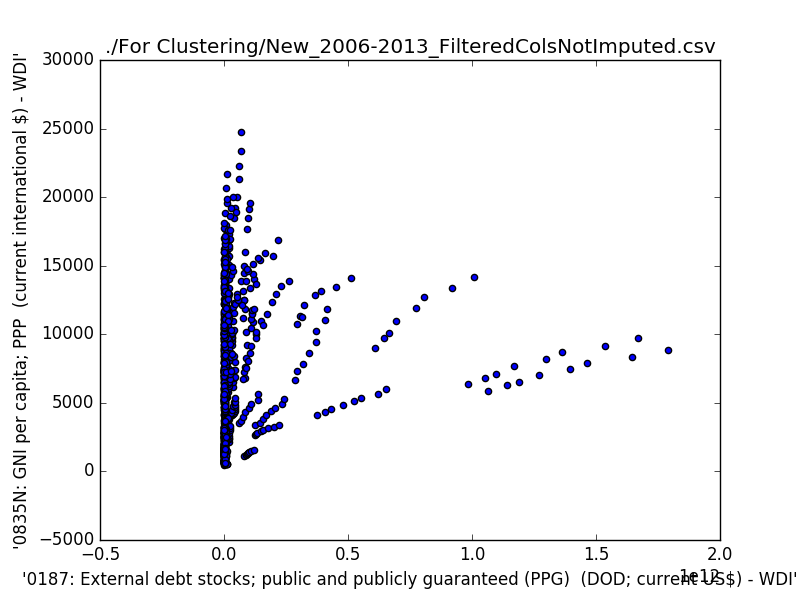 ./For Clustering/New_2006-2013_FilteredColsNotImputed.csv
30000
25000
20000
15000
10000
5000
0
−5000
'0835N: GNI per capita; PPP  (current international $) - WDI'
−0.5 0.0 0.5 1.0 1.5 2.0
1e12
'0187: External debt stocks; public and publicly guaranteed (PPG)  (DOD; current US$) - WDI'